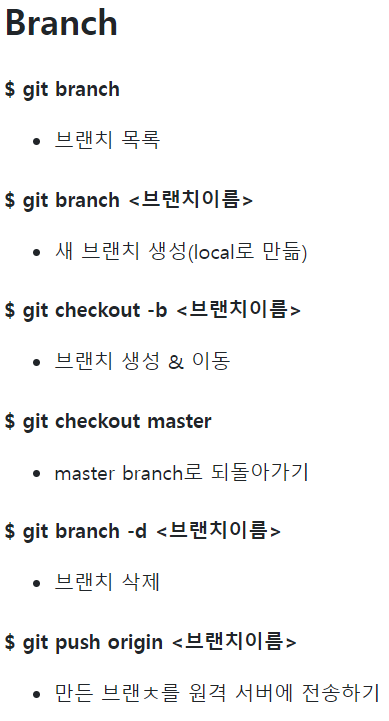 Branch
$ git branch
• 브랜치 목록
$ git branch <브랜치이름>
• 새 브랜치 생성(local로 만듦)
$ git checkout -b <브랜치이름>
• 브랜치 생성 & 이동
$ git checkout master
• master branch로 되돌아가기
$ git branch -d <브랜치이름>
• 브랜치 삭제
$ git push origin <브랜치이름>
• 만든 브랜ㅊ를 원격 서버에 전송하기